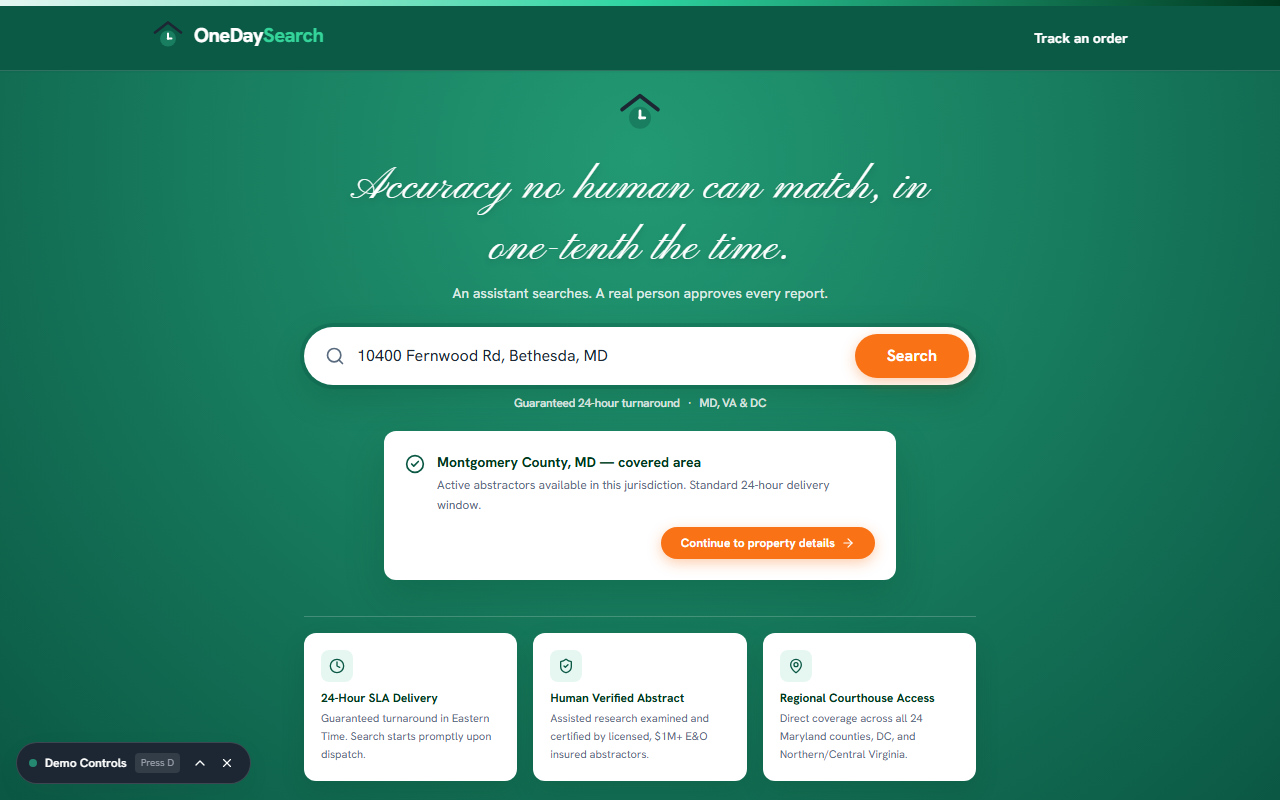 OneDaySearch
Track an order
Accuracy no human can match, in
one-tenth the time.
An assistant searches. A real person approves every report.
10400 Fernwood Rd, Bethesda, MD
Search
Guaranteed 24-hour turnaround · MD, VA & DC
Montgomery County, MD — covered area
Active abstractors available in this jurisdiction. Standard 24-hour delivery
window.
Continue to property details →
24-Hour SLA Delivery
Guaranteed turnaround in Eastern
Time. Search starts promptly upon
dispatch.
Human Verified Abstract
Assisted research examined and
certified by licensed, $1M+ E&O
insured abstractors.
Regional Courthouse Access
Direct coverage across all 24
Maryland counties, DC, and
Northern/Central Virginia.
Demo Controls
Press D